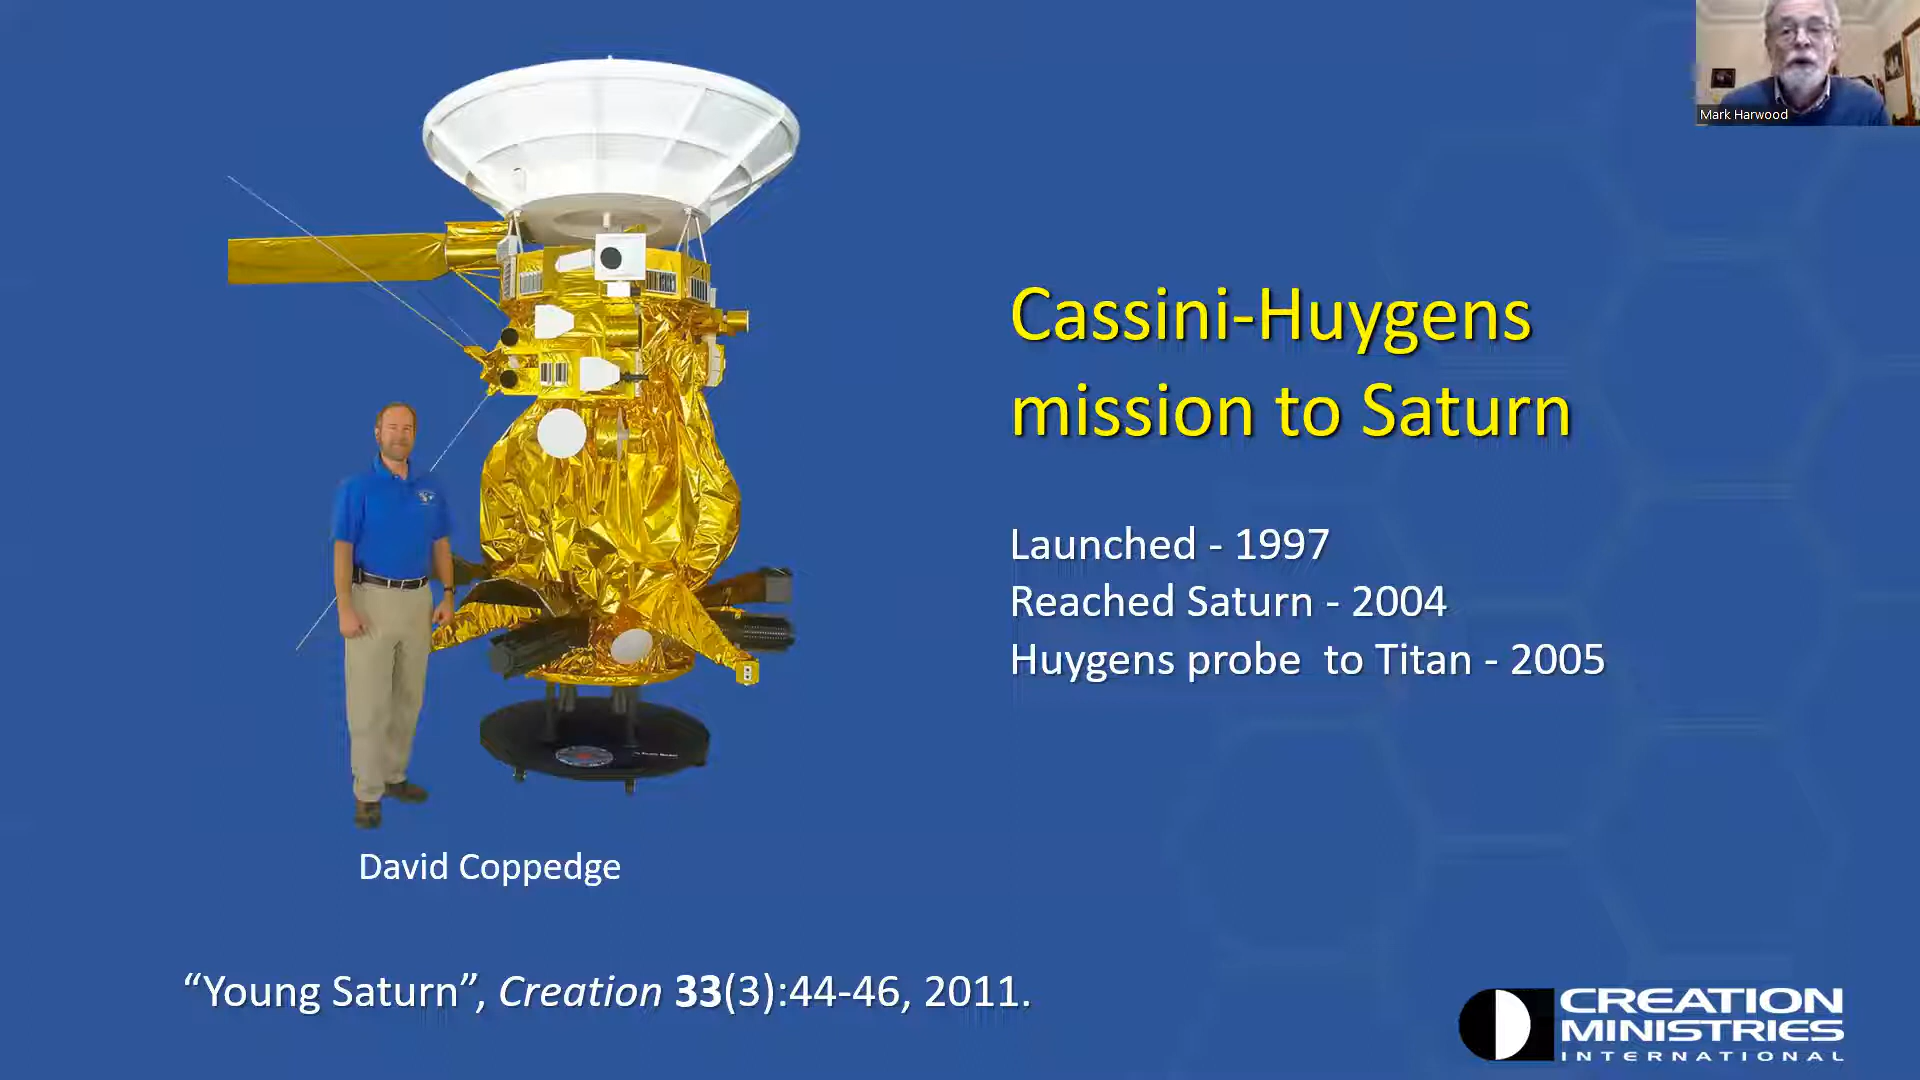 Mark Harwood
Cassini-Huygens
mission to Saturn
Launched - 1997
Reached Saturn - 2004
Huygens probe to Titan - 2005
David Coppedge
“Young Saturn”, Creation 33(3):44-46, 2011.
CREATION
MINISTRIES
INTERNATIONAL